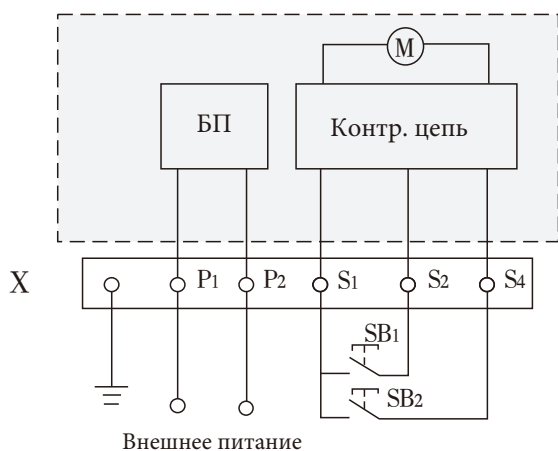 M
БП
Контр. цепь
X
P1
P2
S1
S2
S4
SB1
SB2
Внешнее питание